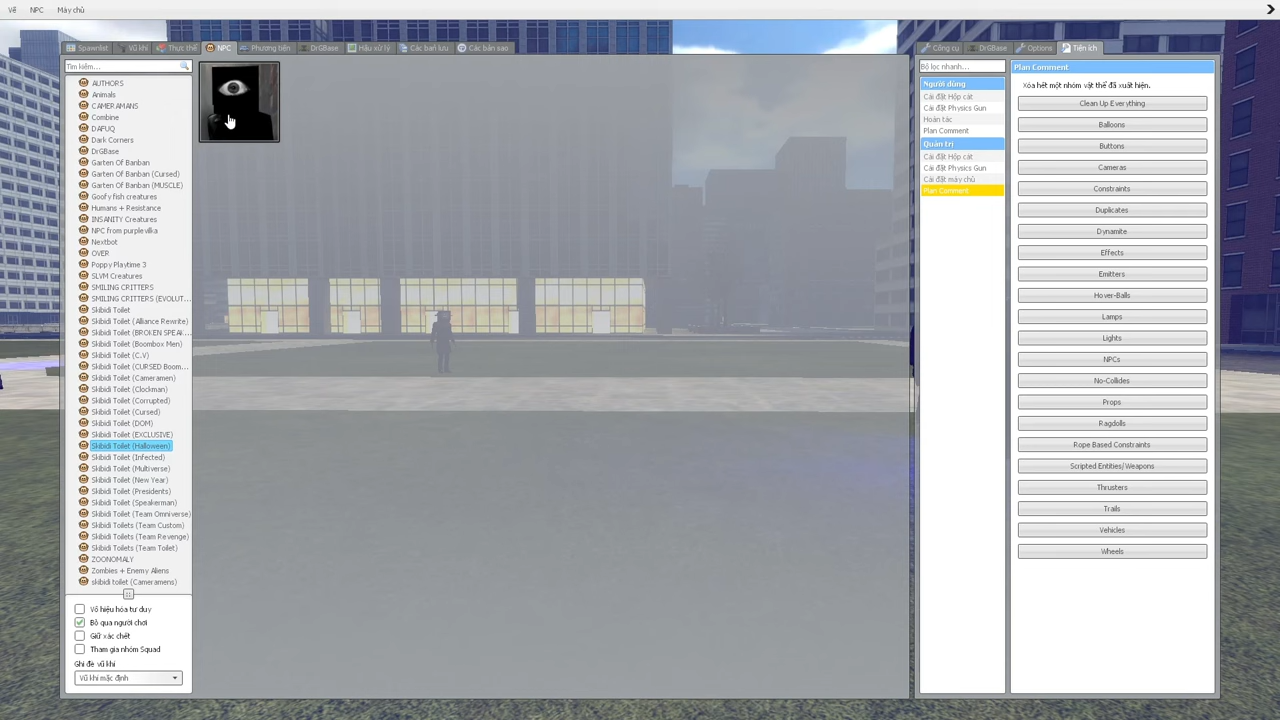 Vẽ
NPC
Máy chủ
Spawnlist
Vũ khí
Thực thể
NPC
Phương tiện
DrGBase
Hậu xử lý
Các bản lưu
Các bản sao
Công cụ
DrGBase
Options
Tiện ích
Tìm kiếm...
AUTHORS
Animals
CAMERAMANS
Combine
DAFUQ
Dark Corners
DrGBase
Garten Of Banban
Garten Of Banban (Cursed)
Garten Of Banban (MUSCLE)
Goofy fish creatures
Humans + Resistance
INSANITY Creatures
NPC from purplevilka
Nextbot
OVER
Poppy Playtime 3
SLVM Creatures
SMILING CRITTERS
SMILING CRITTERS (EVOLUT...
Skibidi Toilet
Skibidi Toilet (Alliance Rewrite)
Skibidi Toilet (BROKEN SPEAK...
Skibidi Toilet (Boombox Men)
Skibidi Toilet (C.V)
Skibidi Toilet (CURSED Boom...
Skibidi Toilet (Cameramen)
Skibidi Toilet (Clockman)
Skibidi Toilet (Corrupted)
Skibidi Toilet (Cursed)
Skibidi Toilet (DOM)
Skibidi Toilet (EXCLUSIVE)
Skibidi Toilet (Halloween)
Skibidi Toilet (Infected)
Skibidi Toilet (Multiverse)
Skibidi Toilet (New Year)
Skibidi Toilet (Presidents)
Skibidi Toilet (Speakerman)
Skibidi Toilet (Team Omniverse)
Skibidi Toilets (Team Custom)
Skibidi Toilets (Team Revenge)
Skibidi Toilets (Team Toilet)
ZOONOMALY
Zombies + Enemy Aliens
skibidi toilet (Cameramens)
Vô hiệu hóa tư duy
Bỏ qua người chơi
Giữ xác chết
Tham gia nhóm Squad
Ghi đè vũ khí
Vũ khí mặc định
Bộ lọc nhanh...
Người dùng
Cài đặt Hộp cát
Cài đặt Physics Gun
Hoàn tác
Plan Comment
Quản trị
Cài đặt Hộp cát
Cài đặt Physics Gun
Cài đặt máy chủ
Plan Comment
Plan Comment
Xóa hết một nhóm vật thể đã xuất hiện.
Clean Up Everything
Balloons
Buttons
Cameras
Constraints
Duplicates
Dynamite
Effects
Emitters
Hover-Balls
Lamps
Lights
NPCs
No-Collides
Props
Ragdolls
Rope Based Constraints
Scripted Entities/Weapons
Thrusters
Trails
Vehicles
Wheels